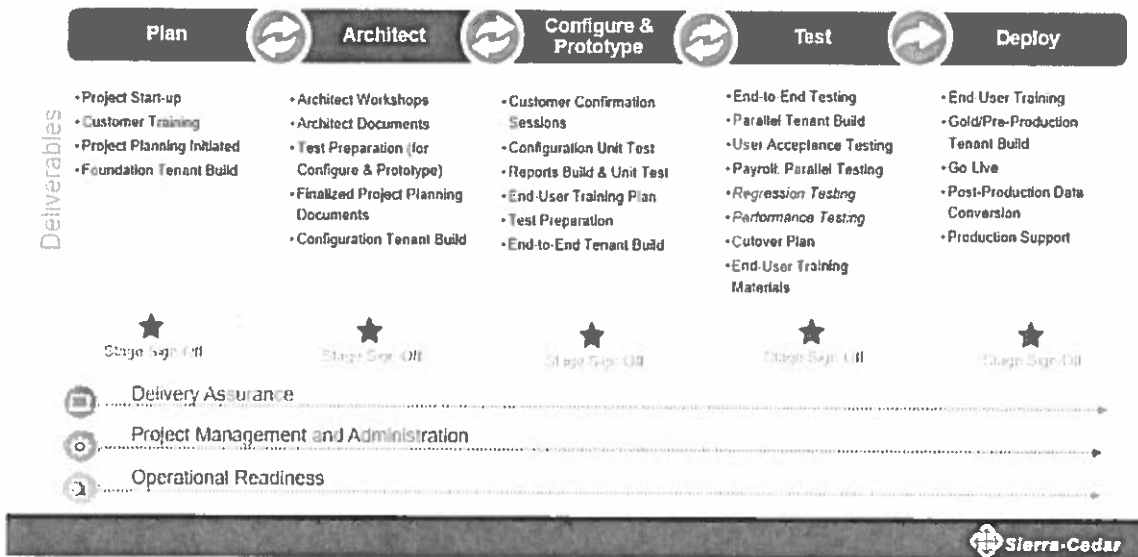 Plan
Architect
Configure &
Prototype
Test
Deploy
Deliverables
•Project Start-up
•Customer Training
•Project Planning Initiated
•Foundation Tenant Build
•Architect Workshops
•Architect Documents
•Test Preparation (for
Configure & Prototype)
•Finalized Project Planning
Documents
•Configuration Tenant Build
•Customer Confirmation
Sessions
•Configuration Unit Test
•Reports Build & Unit Test
•End-User Training Plan
•Test Preparation
•End-to-End Tenant Build
•End-to-End Testing
•Parallel Tenant Build
•User Acceptance Testing
•Payroll Parallel Testing
•Regression Testing
•Performance Testing
•Cutover Plan
•End-User Training
Materials
•End-User Training
•Gold/Pre-Production
Tenant Build
•Go Live
•Post-Production Data
Conversion
•Production Support
Stage Sign-Off
Stage Sign-Off
Stage Sign-Off
Stage Sign-Off
Stage Sign-Off
Delivery Assurance
Project Management and Administration
Operational Readiness
Sierra-Cedar